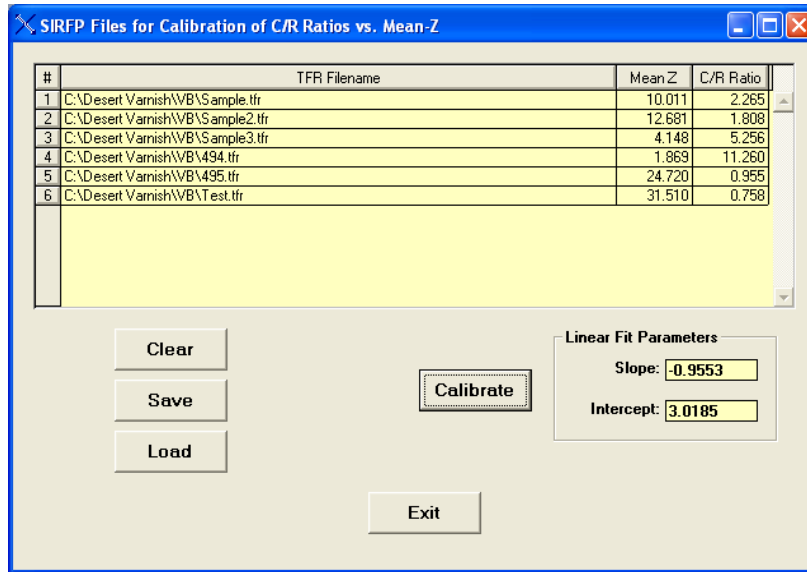 SIRFP Files for Calibration of C/R Ratios vs. Mean-Z
# TFR Filename Mean Z C/R Ratio
1 C:\Desert Varnish\VB\Sample.tfr 10.011 2.265
2 C:\Desert Varnish\VB\Sample2.tfr 12.681 1.808
3 C:\Desert Varnish\VB\Sample3.tfr 4.148 5.256
4 C:\Desert Varnish\VB\494.tfr 1.869 11.260
5 C:\Desert Varnish\VB\495.tfr 24.720 0.955
6 C:\Desert Varnish\VB\Test.tfr 31.510 0.758
Clear
Save
Load
Calibrate
Linear Fit Parameters
Slope: -0.9553
Intercept: 3.0185
Exit